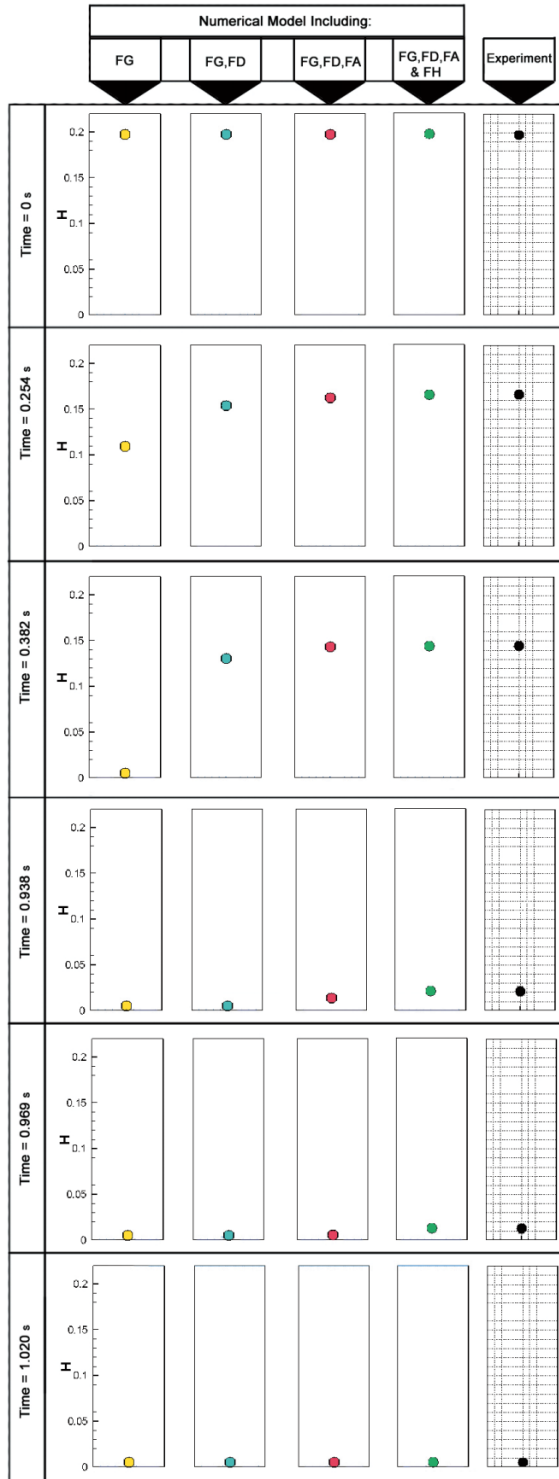 Numerical Model Including:
FG
FG,FD
FG,FD,FA
FG,FD,FA
& FH
Experiment
Time = 0 s
H
0.2
0.15
0.1
0.05
0
Time = 0.254 s
H
0.2
0.15
0.1
0.05
0
Time = 0.382 s
H
0.2
0.15
0.1
0.05
0
Time = 0.938 s
H
0.2
0.15
0.1
0.05
0
Time = 0.969 s
H
0.2
0.15
0.1
0.05
0
Time = 1.020 s
H
0.2
0.15
0.1
0.05
0